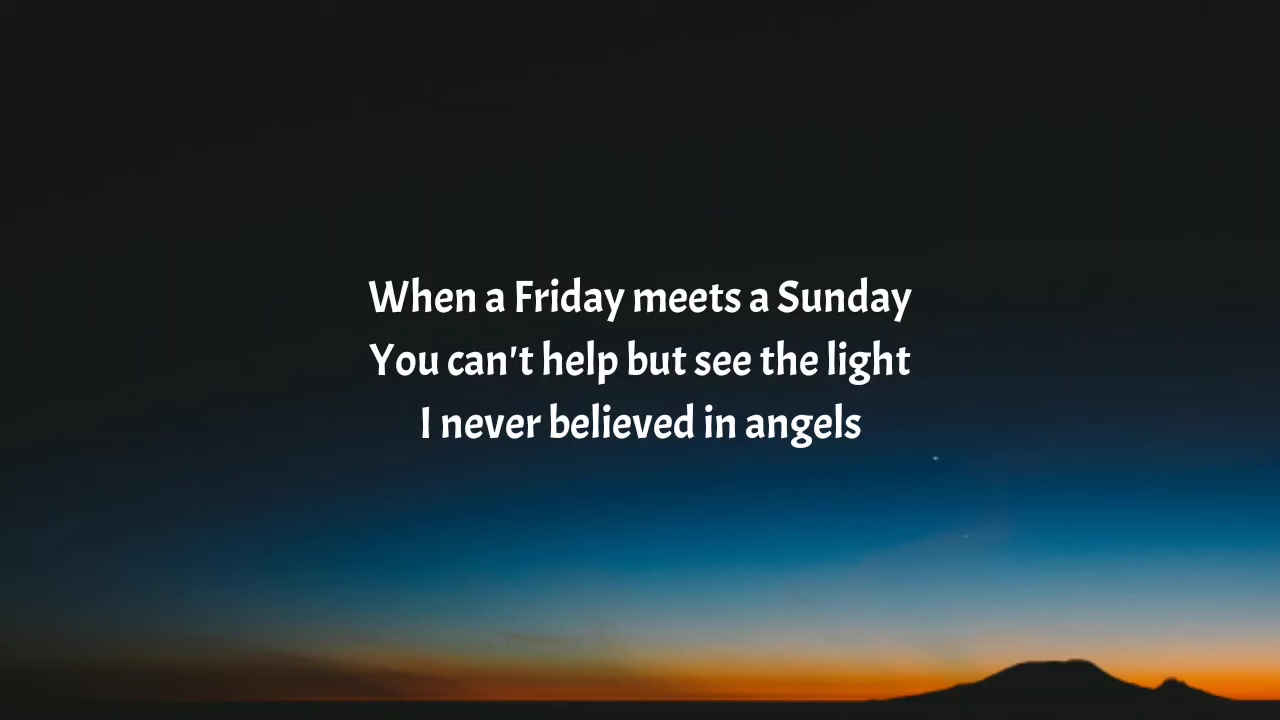 When a Friday meets a Sunday
You can't help but see the light
I never believed in angels